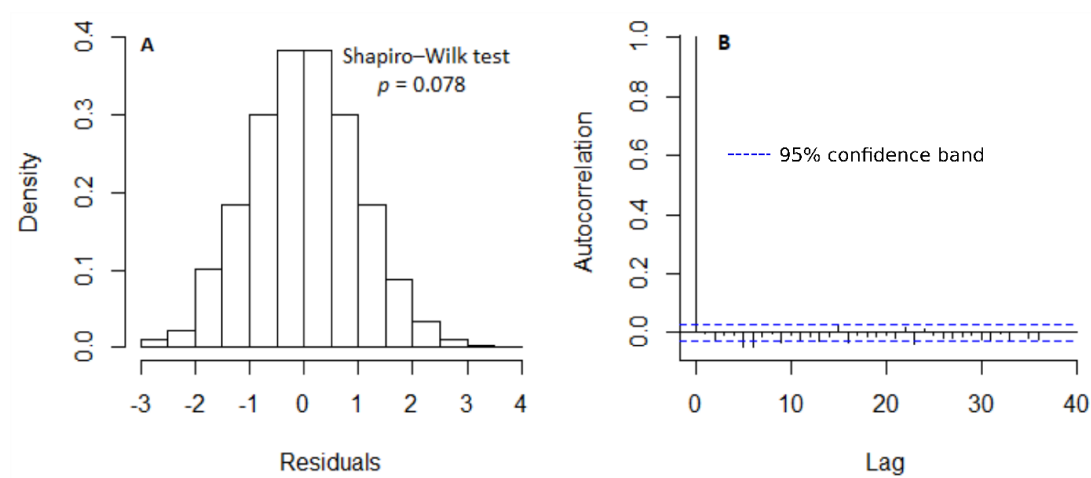 A
Shapiro–Wilk test
p = 0.078
0.4
0.3
0.2
0.1
0.0
Density
-3 -2 -1 0 1 2 3 4
Residuals
B
95% confidence band
1.0
0.8
0.6
0.4
0.2
0.0
Autocorrelation
0 10 20 30 40
Lag